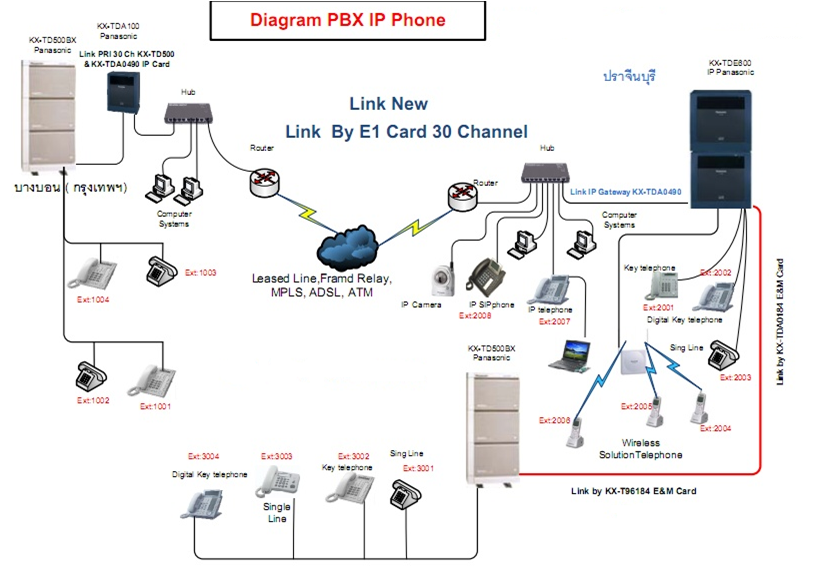 Diagram PBX IP Phone
KX-TDA100
Panasonic
KX-TD500BX
Panasonic
Link PRI 30 Ch KX-TD500
& KX-TDA0490 IP Card
Hub
Router
บางบอน ( กรุงเทพฯ)
Computer
Systems
Link New
Link By E1 Card 30 Channel
ปราจีนบุรี
KX-TDE600
IP Panasonic
Hub
Router
Link IP Gateway KX-TDA0490
Computer
Systems
Leased Line,Framd Relay,
MPLS, ADSL, ATM
Ext:1004
Ext:1003
Ext:1002
Ext:1001
IP Camera
IP SIPphone
Ext:2008
IP telephone
Ext:2007
Key telephone
Ext:2002
Ext:2001
Digital Key telephone
Sing Line
Ext:2003
Link by KX-TDA0184 E&M Card
KX-TD500BX
Panasonic
Ext:2006
Ext:2005
Ext:2004
Wireless
SolutionTelephone
Link by KX-T96184 E&M Card
Ext:3004
Digital Key telephone
Ext:3003
Single
Line
Ext:3002
Key telephone
Sing Line
Ext:3001